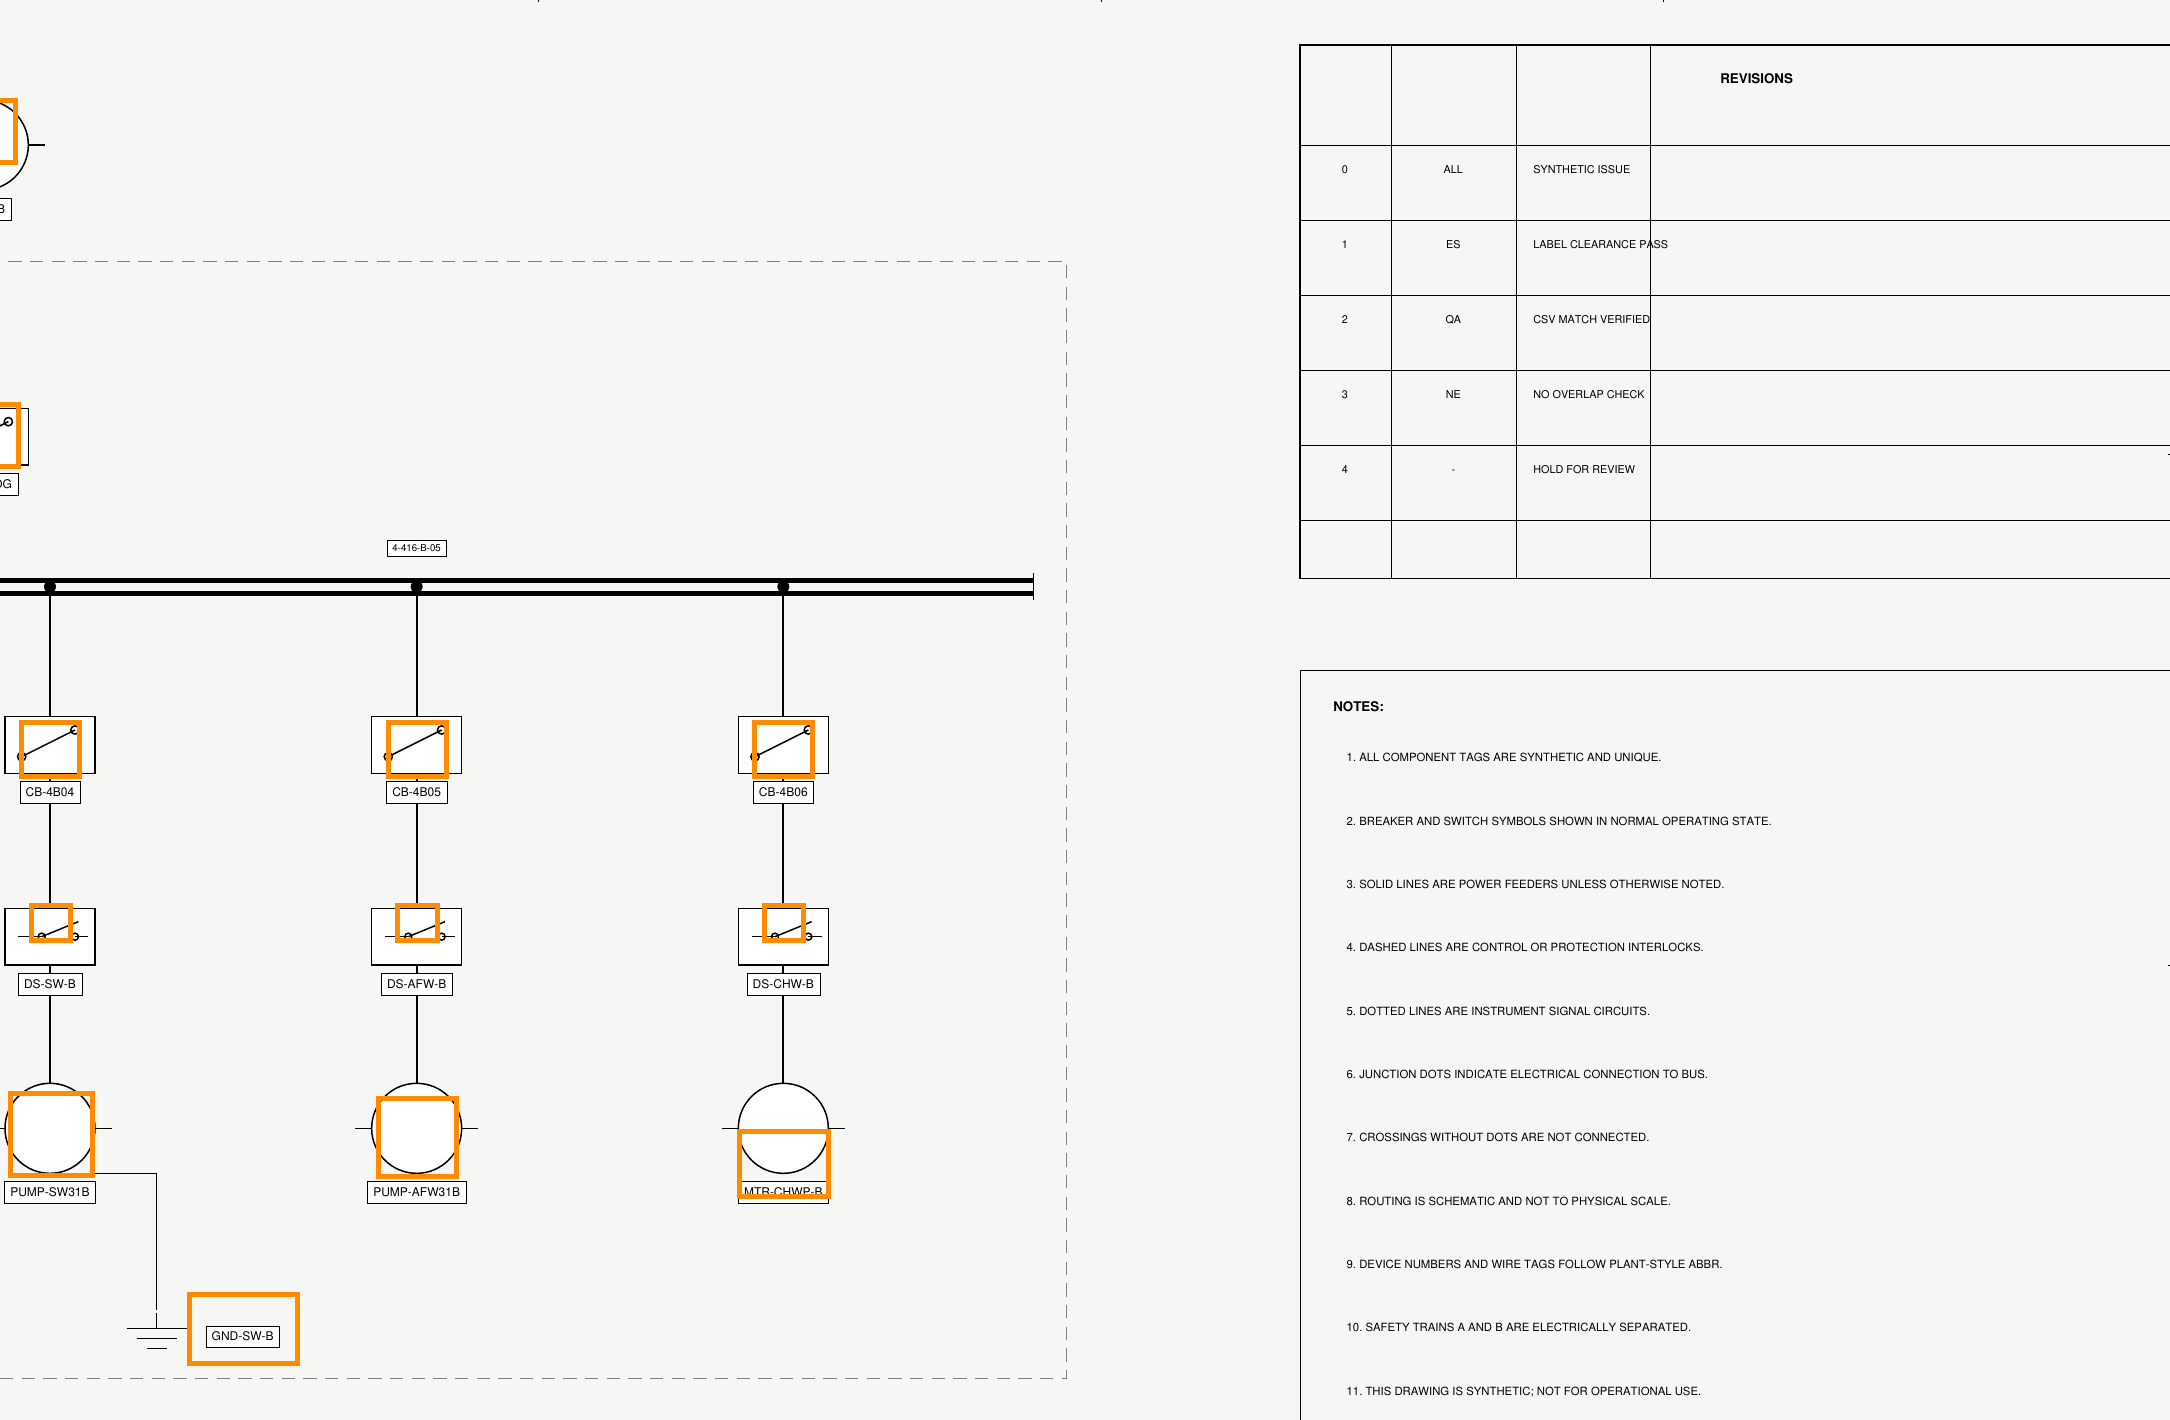 B
DG
4-416-B-05
CB-4B04
CB-4B05
CB-4B06
DS-SW-B
DS-AFW-B
DS-CHW-B
PUMP-SW31B
PUMP-AFW31B
MTR-CHWP-B
GND-SW-B
REVISIONS
0 ALL SYNTHETIC ISSUE
1 ES LABEL CLEARANCE PASS
2 QA CSV MATCH VERIFIED
3 NE NO OVERLAP CHECK
4 - HOLD FOR REVIEW
NOTES:
1. ALL COMPONENT TAGS ARE SYNTHETIC AND UNIQUE.
2. BREAKER AND SWITCH SYMBOLS SHOWN IN NORMAL OPERATING STATE.
3. SOLID LINES ARE POWER FEEDERS UNLESS OTHERWISE NOTED.
4. DASHED LINES ARE CONTROL OR PROTECTION INTERLOCKS.
5. DOTTED LINES ARE INSTRUMENT SIGNAL CIRCUITS.
6. JUNCTION DOTS INDICATE ELECTRICAL CONNECTION TO BUS.
7. CROSSINGS WITHOUT DOTS ARE NOT CONNECTED.
8. ROUTING IS SCHEMATIC AND NOT TO PHYSICAL SCALE.
9. DEVICE NUMBERS AND WIRE TAGS FOLLOW PLANT-STYLE ABBR.
10. SAFETY TRAINS A AND B ARE ELECTRICALLY SEPARATED.
11. THIS DRAWING IS SYNTHETIC; NOT FOR OPERATIONAL USE.